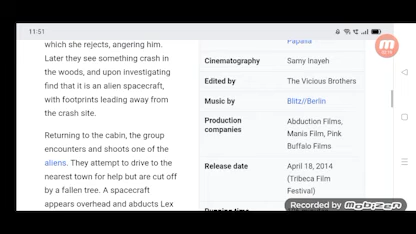 11:51
which she rejects, angering him.
Later they see something crash in
the woods, and upon investigating
find that it is an alien spacecraft,
with footprints leading away from
the crash site.
Returning to the cabin, the group
encounters and shoots one of the
aliens. They attempt to drive to the
nearest town for help but are cut off
by a fallen tree. A spacecraft
appears overhead and abducts Lex
Papasa
Cinematography Samy Inayeh
Edited by The Vicious Brothers
Music by Blitz//Berlin
Production companies Abduction Films,
Manis Film, Pink
Buffalo Films
Release date April 18, 2014
(Tribeca Film
Festival)
Running time
Recorded by Mobizen